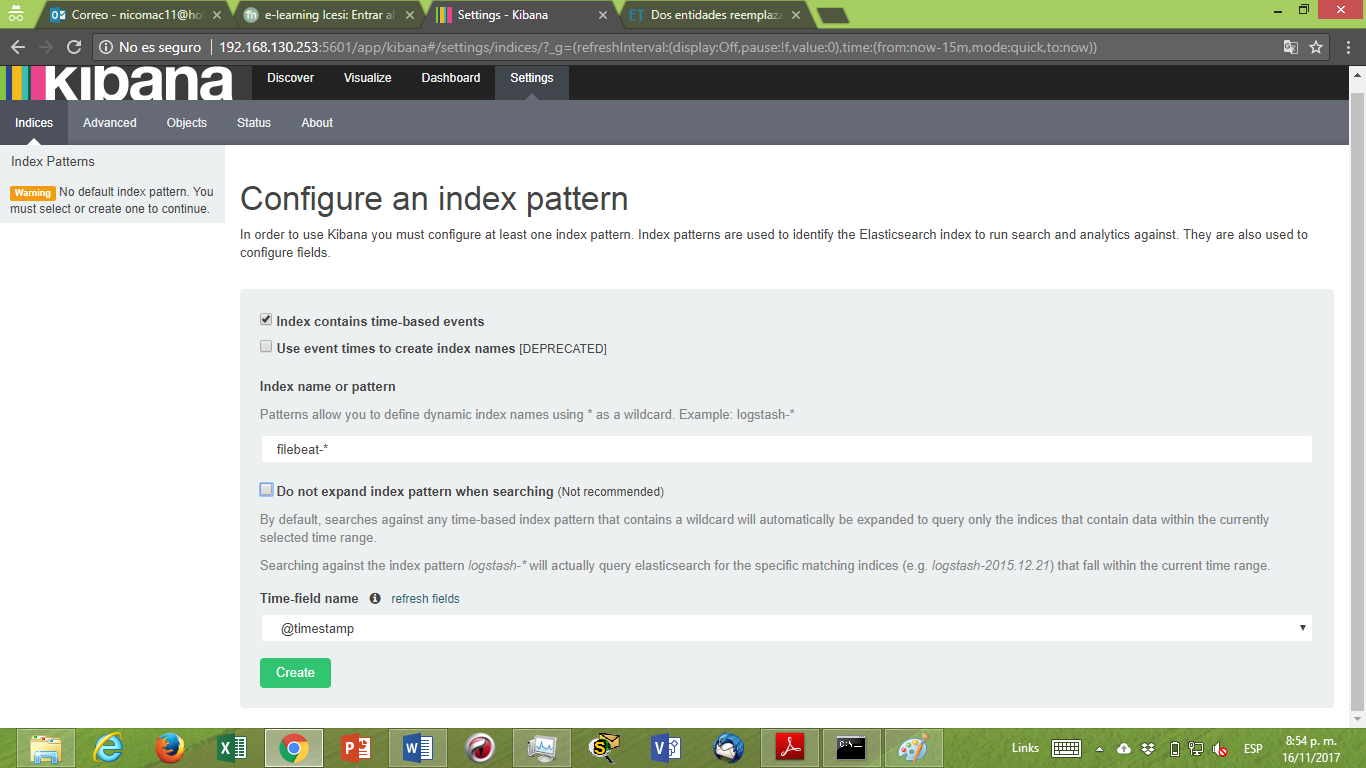 Correo - nicomac11@ho
e-learning Icesi: Entrar al
Settings - Kibana
Dos entidades reemplaza
No es seguro
192.168.130.253:5601/app/kibana#/settings/indices/?_g=(refreshInterval:(display:Off,pause:!f,value:0),time:(from:now-15m,mode:quick,to:now))
kibana
Discover
Visualize
Dashboard
Settings
Indices
Advanced
Objects
Status
About
Index Patterns
Warning No default index pattern. You
must select or create one to continue.
Configure an index pattern
In order to use Kibana you must configure at least one index pattern. Index patterns are used to identify the Elasticsearch index to run search and analytics against. They are also used to
configure fields.
Index contains time-based events
Use event times to create index names [DEPRECATED]
Index name or pattern
Patterns allow you to define dynamic index names using * as a wildcard. Example: logstash-*
filebeat-*
Do not expand index pattern when searching (Not recommended)
By default, searches against any time-based index pattern that contains a wildcard will automatically be expanded to query only the indices that contain data within the currently
selected time range.
Searching against the index pattern logstash-* will actually query elasticsearch for the specific matching indices (e.g. logstash-2015.12.21) that fall within the current time range.
Time-field name refresh fields
@timestamp
Create
Links
ESP
8:54 p. m.
16/11/2017